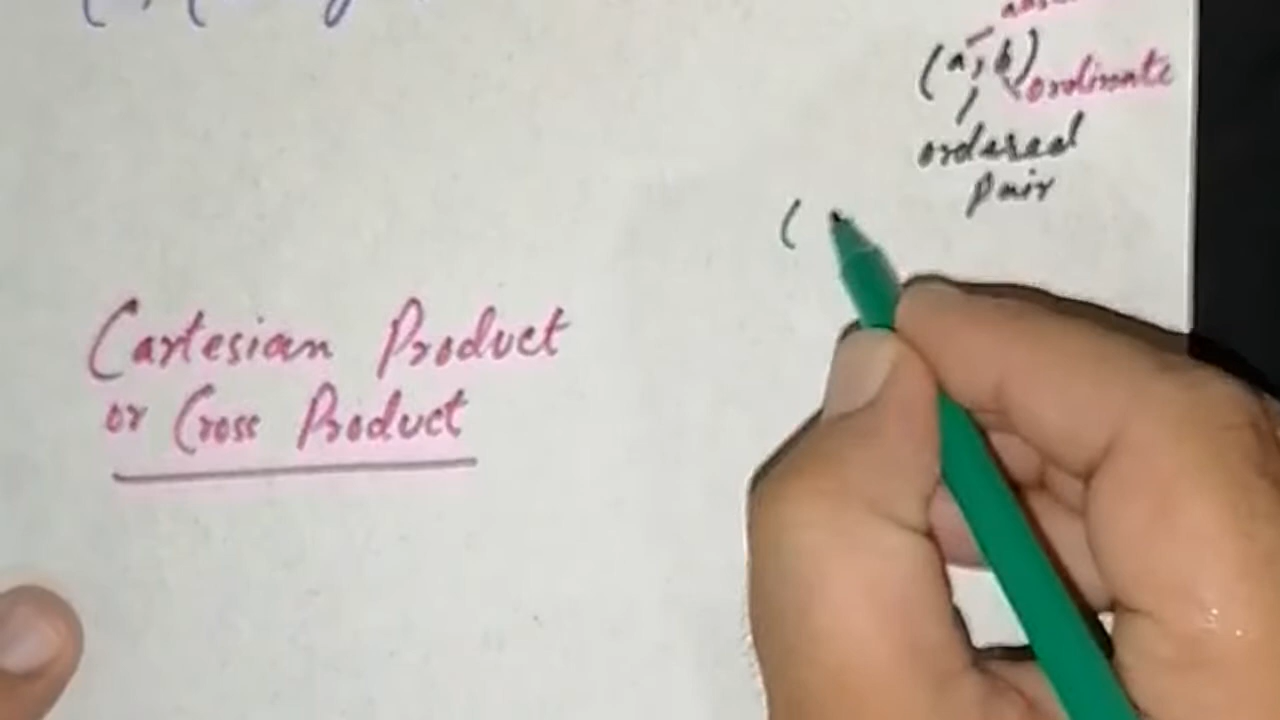 (a, b)
ordinate
ordered
pair
(
Cartesian Product
or Cross Product